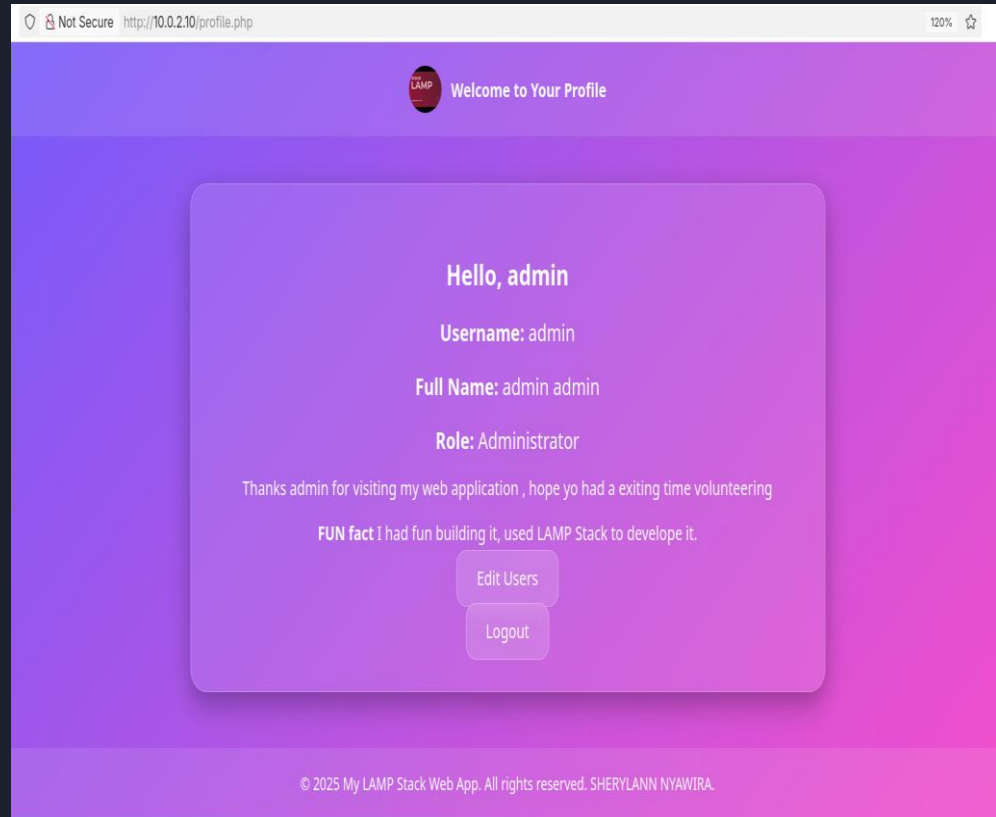 Not Secure http://10.0.2.10/profile.php 120%
LAMP
Welcome to Your Profile
Hello, admin
Username: admin
Full Name: admin admin
Role: Administrator
Thanks admin for visiting my web application , hope yo had a exiting time volunteering
FUN fact I had fun building it, used LAMP Stack to develope it.
Edit Users
Logout
© 2025 My LAMP Stack Web App. All rights reserved. SHERYLANN NYAWIRA.